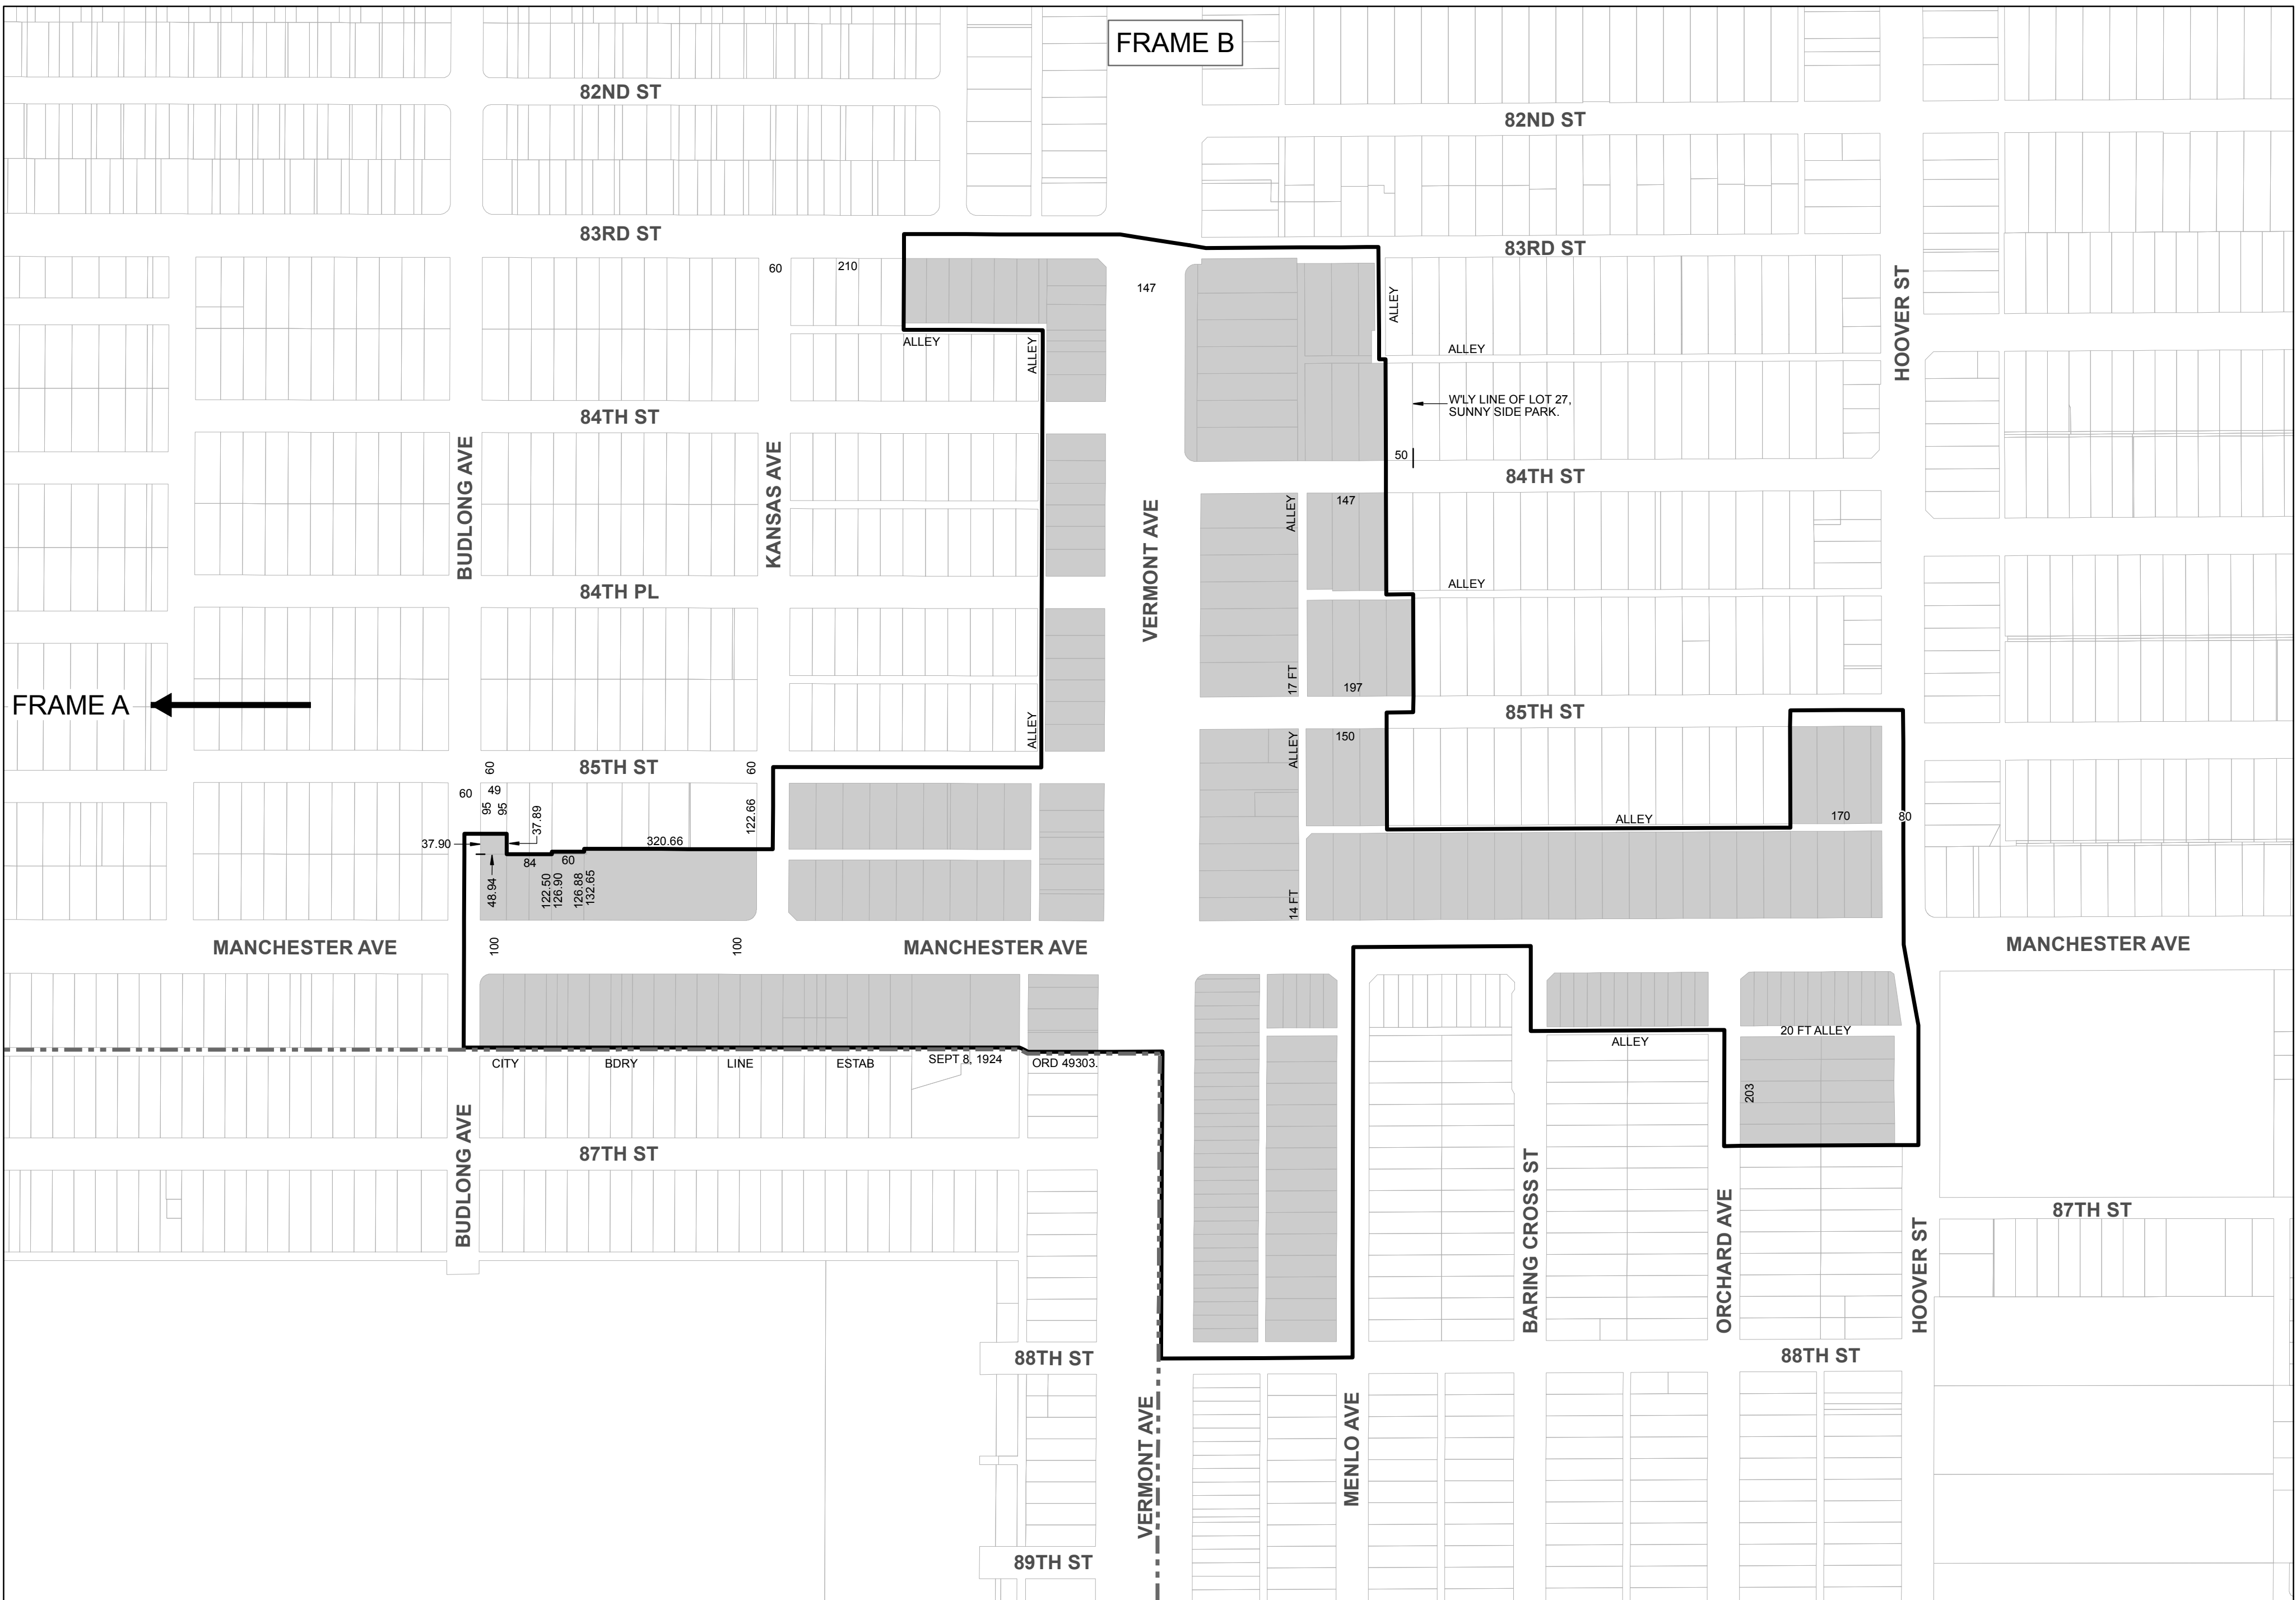 FRAME B
82ND ST
82ND ST
83RD ST
83RD ST
60
210
147
ALLEY
HOOVER ST
ALLEY
ALLEY
ALLEY
W'LY LINE OF LOT 27,
SUNNY SIDE PARK.
84TH ST
50
84TH ST
BUDLONG AVE
KANSAS AVE
VERMONT AVE
ALLEY
147
84TH PL
ALLEY
17 FT
197
FRAME A
85TH ST
ALLEY
ALLEY
150
85TH ST
60
60
60
49
95
95
37.89
122.66
37.90
320.66
84
60
48.94
122.50
126.90
126.88
132.65
ALLEY
170
80
14 FT
MANCHESTER AVE
100
100
MANCHESTER AVE
MANCHESTER AVE
20 FT ALLEY
ALLEY
CITY BDRY LINE ESTAB SEPT 8, 1924 ORD 49303.
203
BUDLONG AVE
87TH ST
BARING CROSS ST
ORCHARD AVE
HOOVER ST
87TH ST
88TH ST
88TH ST
VERMONT AVE
MENLO AVE
89TH ST